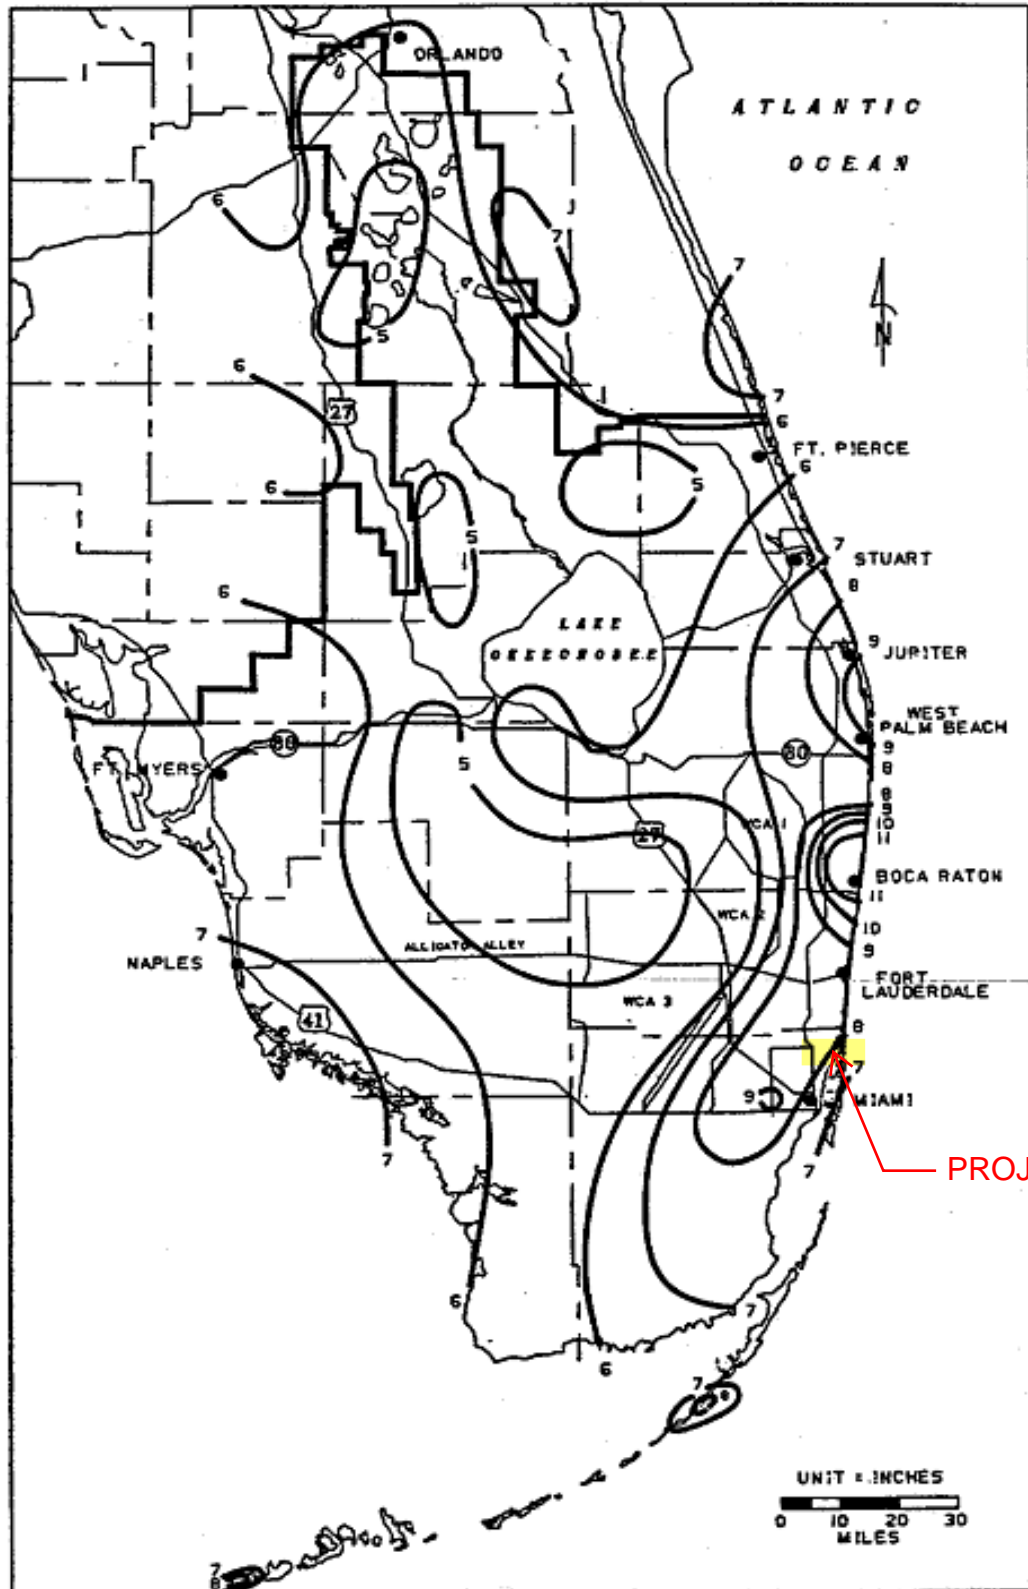 ORLANDO
ATLANTIC
OCEAN
6
7
7
N
5
6
27
7
6
FT. PIERCE
6
6
5
5
7
STUART
6
8
LAKE
OKEECHOBEE
9
JUPITER
WEST
PALM BEACH
80
80
9
8
FT. MYERS
5
8
9
10
11
WCA 1
27
BOCA RATON
11
WCA 2
10
7
ALLIGATOR ALLEY
9
NAPLES
FORT
LAUDERDALE
WCA 3
41
8
7
9
MIAMI
7
7
PROJ
6
7
6
7
UNIT = INCHES
0 10 20 30
MILES
7
8